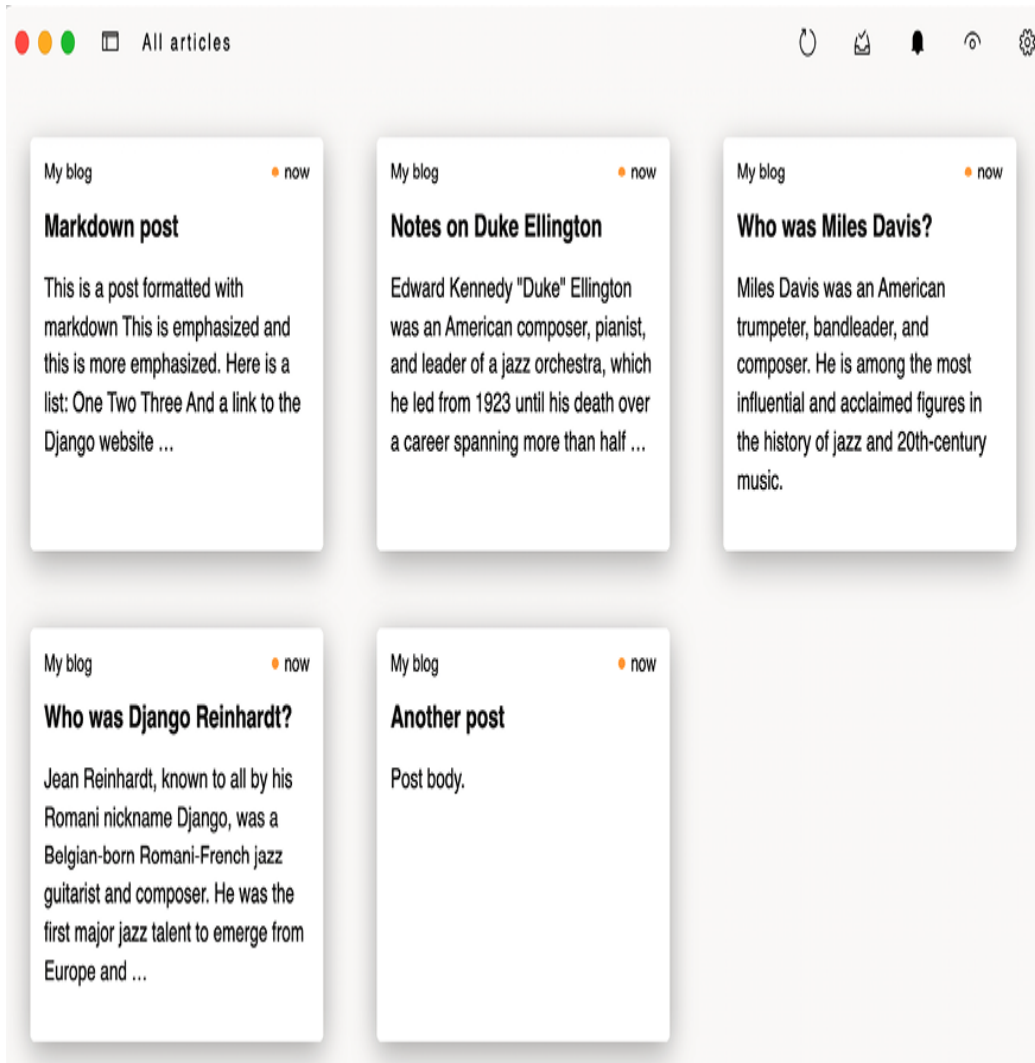 All articles
My blog
now
Markdown post
This is a post formatted with
markdown This is emphasized and
this is more emphasized. Here is a
list: One Two Three And a link to the
Django website ...
My blog
now
Notes on Duke Ellington
Edward Kennedy "Duke" Ellington
was an American composer, pianist,
and leader of a jazz orchestra, which
he led from 1923 until his death over
a career spanning more than half ...
My blog
now
Who was Miles Davis?
Miles Davis was an American
trumpeter, bandleader, and
composer. He is among the most
influential and acclaimed figures in
the history of jazz and 20th-century
music.
My blog
now
Who was Django Reinhardt?
Jean Reinhardt, known to all by his
Romani nickname Django, was a
Belgian-born Romani-French jazz
guitarist and composer. He was the
first major jazz talent to emerge from
Europe and ...
My blog
now
Another post
Post body.